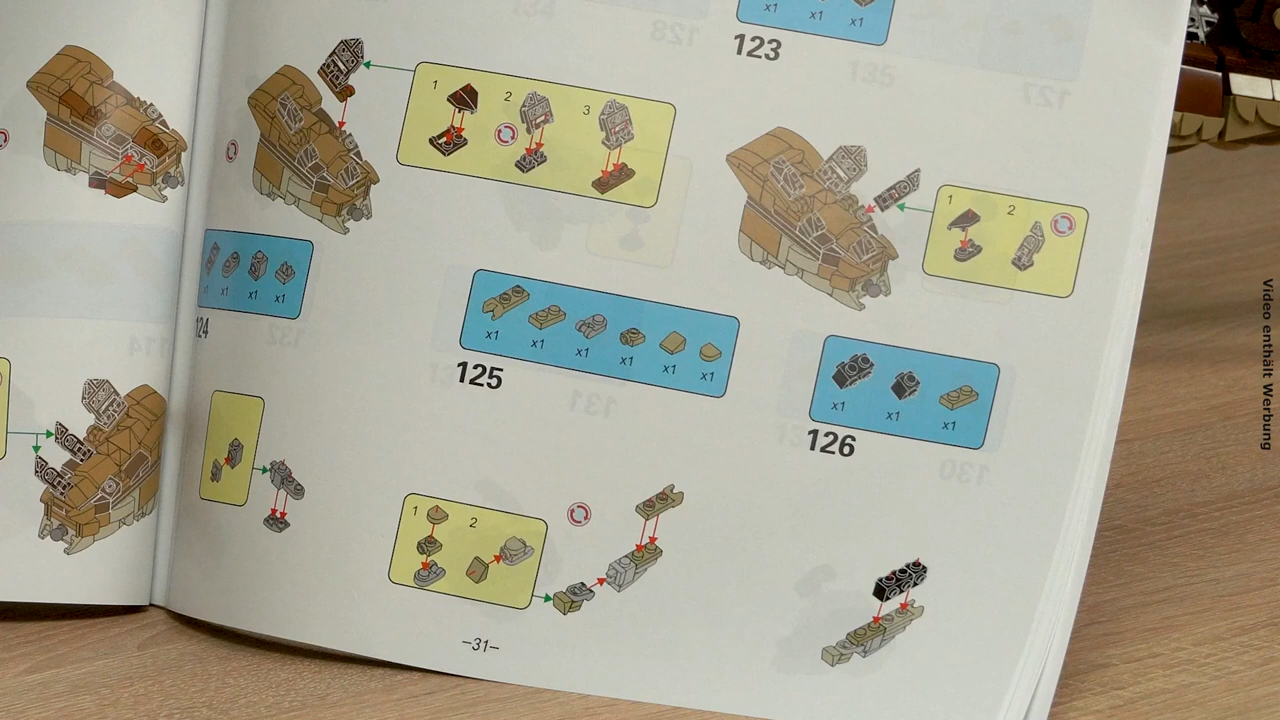 x1 x1 x1
123
1 2 3
1 2
x1 x1 x1
124
x1 x1 x1 x1 x1 x1
125
x1 x1 x1
126
1 2
–31–
Video enthält Werbung